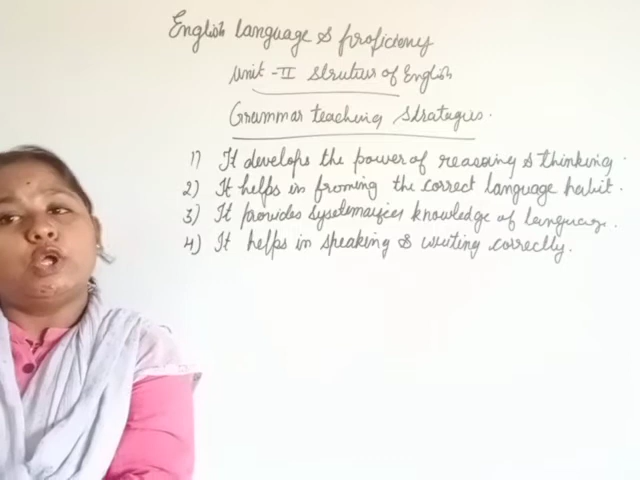 English language & proficiency
Unit -II Strutur of English
Grammar teaching Strategies.
1) It develops the power of reasoning & thinking.
2) It helps in froming the correct language habit.
3) It provides knowledge of language.
4) It helps in speaking & writing correctly.